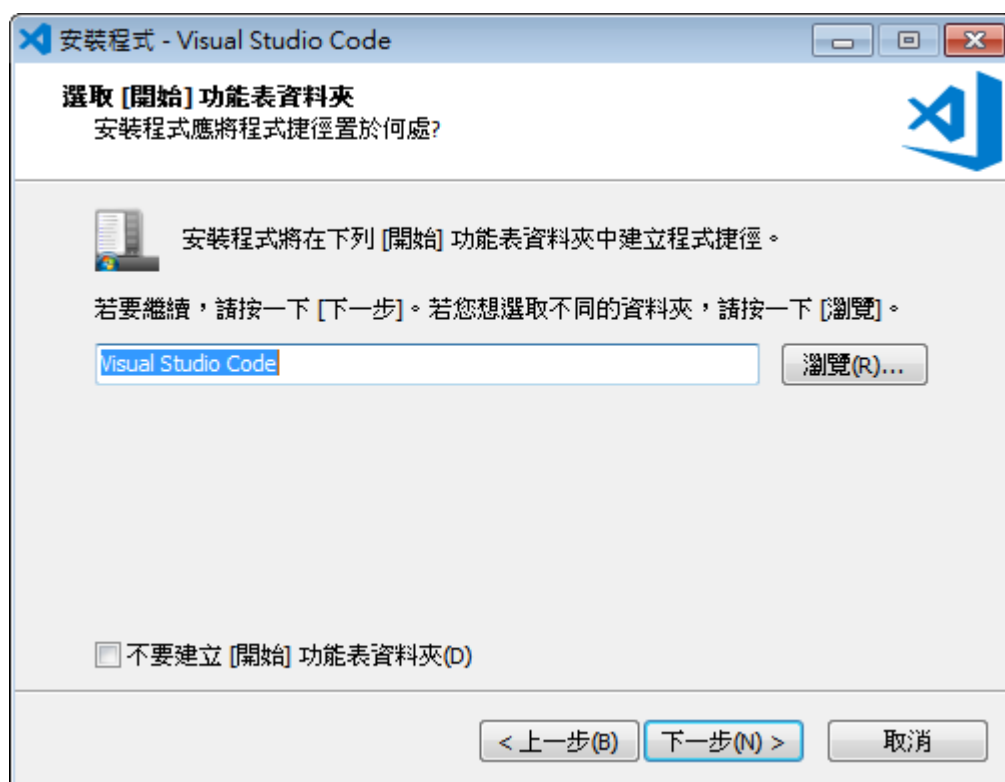 安裝程式 - Visual Studio Code
選取 [開始] 功能表資料夾
安裝程式應將程式捷徑置於何處?
安裝程式將在下列 [開始] 功能表資料夾中建立程式捷徑。
若要繼續，請按一下 [下一步]。若您想選取不同的資料夾，請按一下 [瀏覽]。
Visual Studio Code
瀏覽(R)...
不要建立 [開始] 功能表資料夾(D)
< 上一步(B)
下一步(N) >
取消